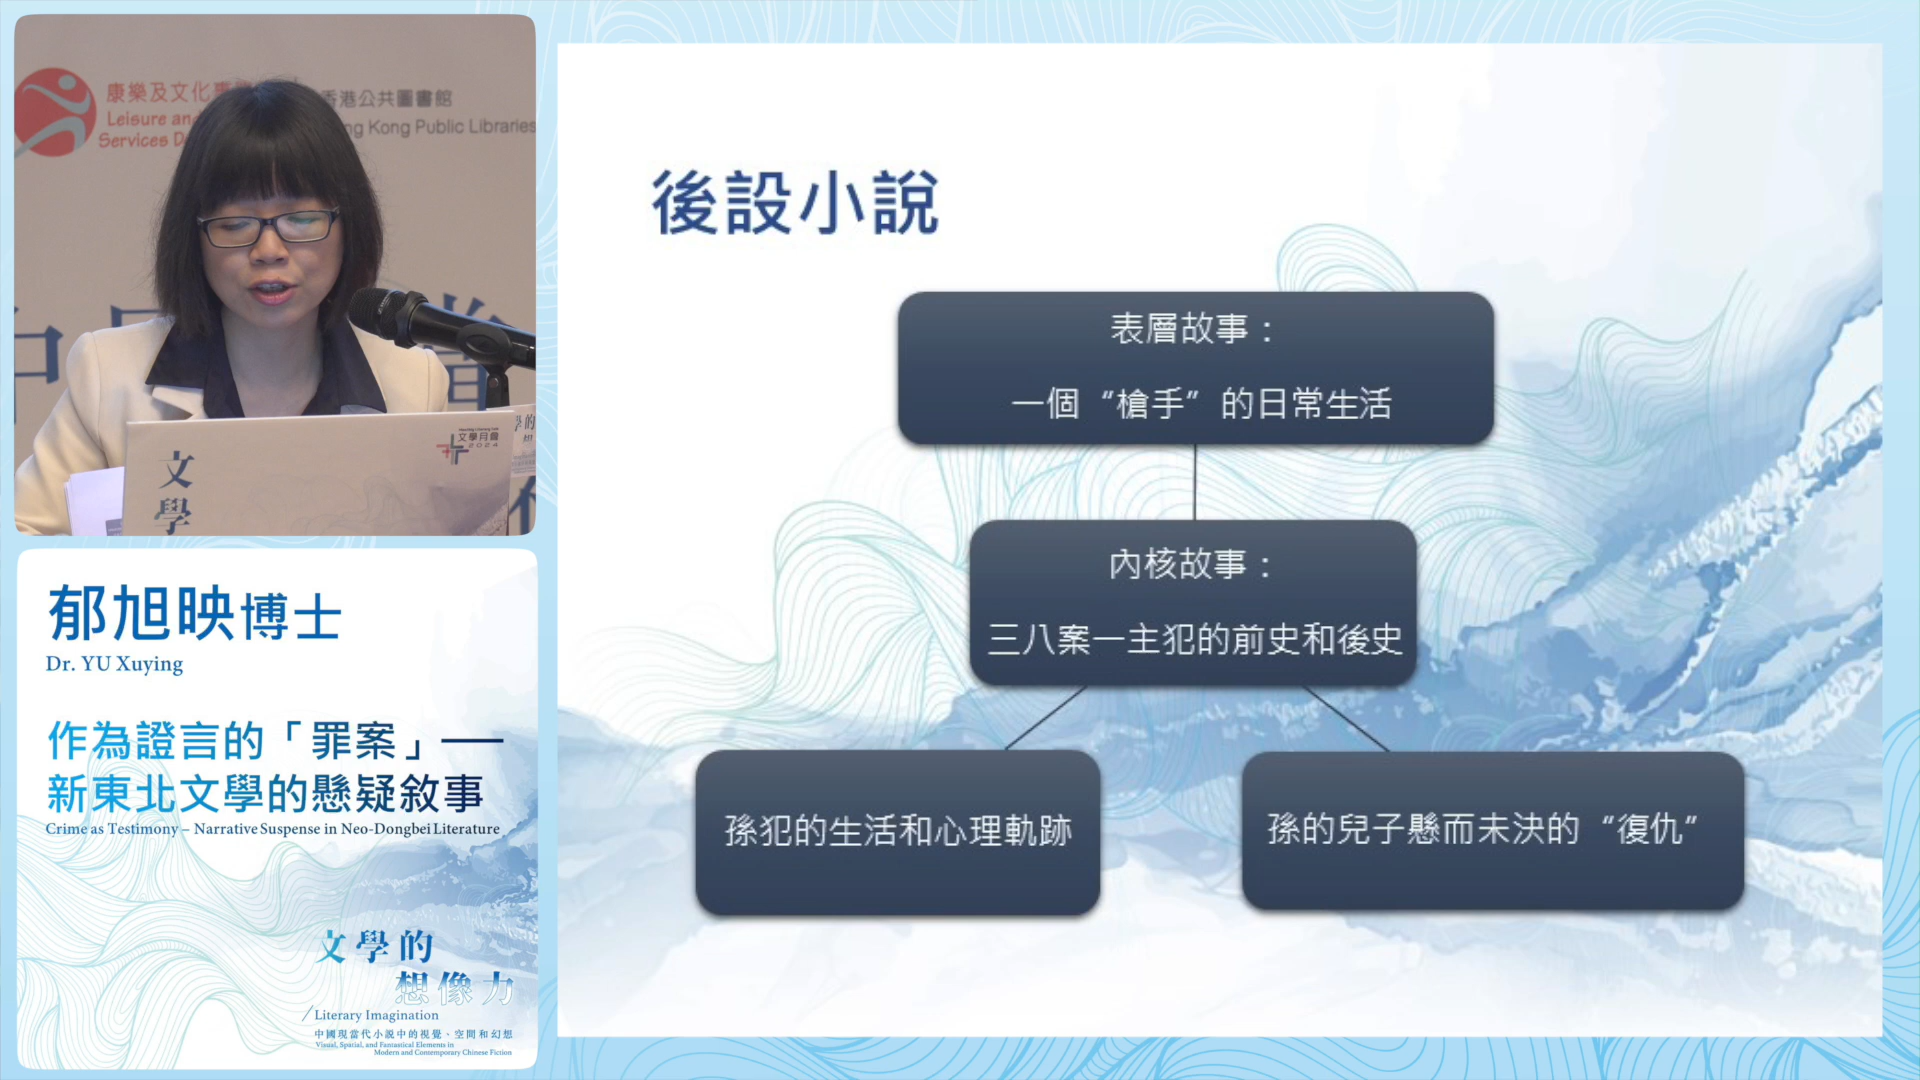 康樂及文化事
Leisure an
Services D
香港公共圖書館
ng Kong Public Libraries
文學
文學月會
2024
郁旭映博士
Dr. YU Xuying
作為證言的「罪案」——
新東北文學的懸疑敘事
Crime as Testimony – Narrative Suspense in Neo-Dongbei Literature
文學的
想像力
/Literary Imagination
中國現當代小說中的視覺、空間和幻想
Visual, Spatial, and Fantastical Elements in
Modern and Contemporary Chinese Fiction
後設小說
表層故事：
一個“槍手”的日常生活
內核故事：
三八案一主犯的前史和後史
孫犯的生活和心理軌跡
孫的兒子懸而未決的“復仇”